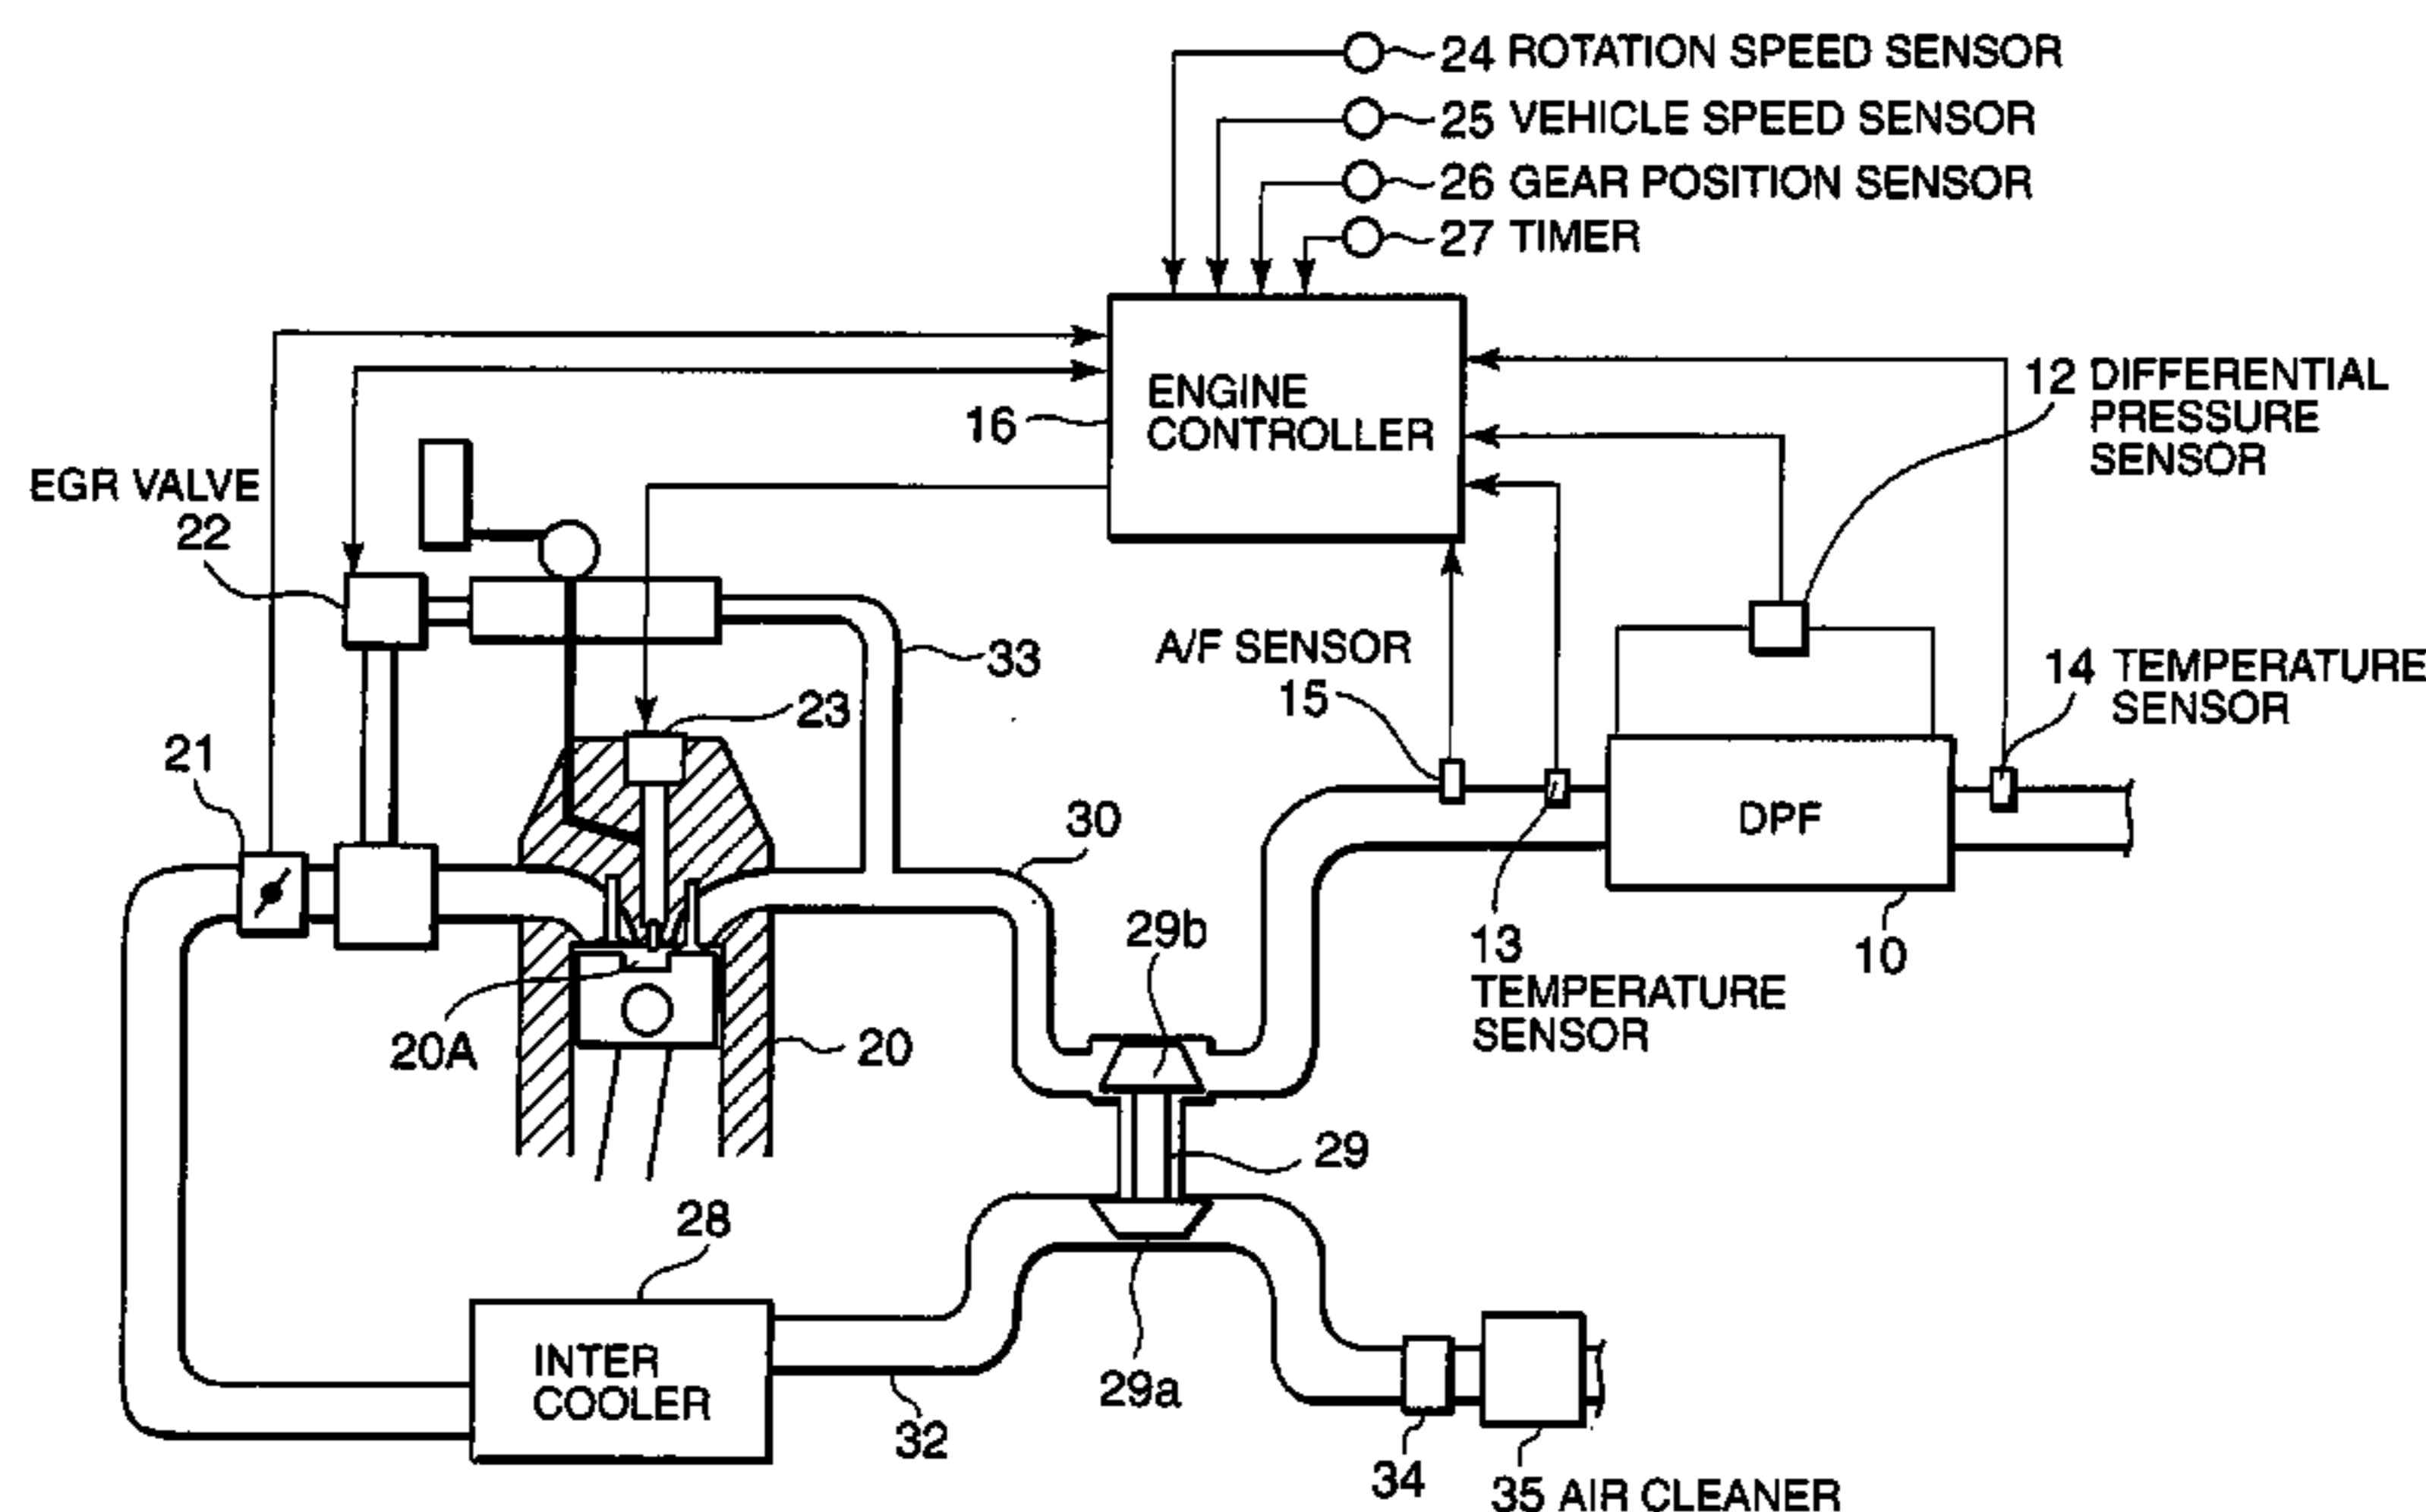 24 ROTATION SPEED SENSOR
25 VEHICLE SPEED SENSOR
26 GEAR POSITION SENSOR
27 TIMER
ENGINE
CONTROLLER
16
12 DIFFERENTIAL
PRESSURE
SENSOR
EGR VALVE
22
A/F SENSOR
15
33
14 TEMPERATURE
SENSOR
23
21
30
DPF
29b
13
TEMPERATURE
SENSOR
10
20A
20
29
28
INTER
COOLER
29a
32
34
35 AIR CLEANER